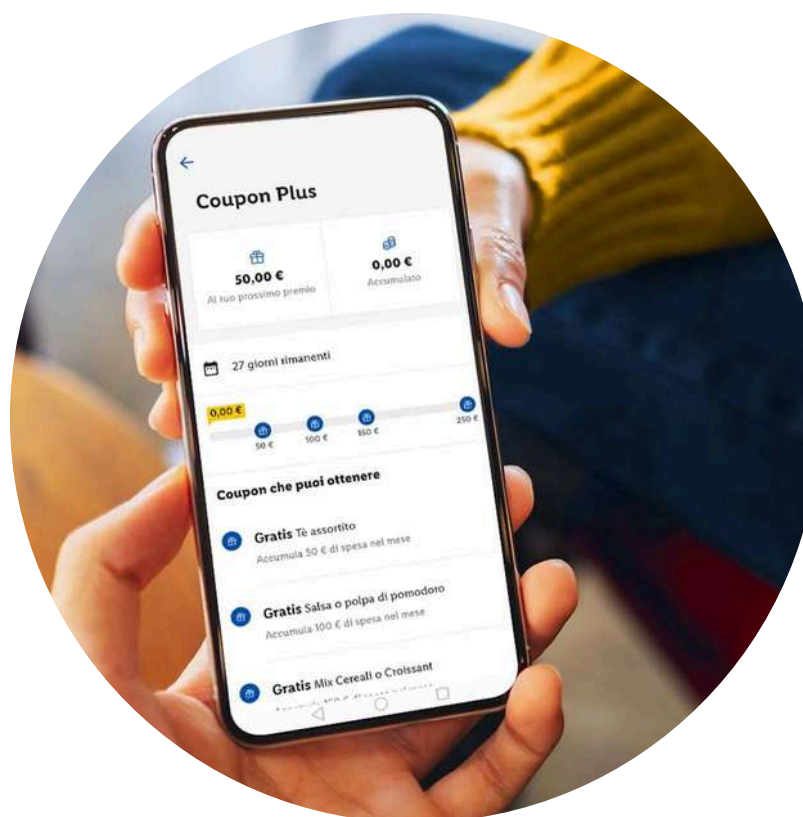 Coupon Plus
50,00 €
Al tuo prossimo premio
0,00 €
Accumulato
27 giorni rimanenti
0,00 €
50 €
100 €
150 €
250 €
Coupon che puoi ottenere
Gratis Tè assortito
Accumula 50 € di spesa nel mese
Gratis Salsa o polpa di pomodoro
Accumula 100 € di spesa nel mese
Gratis Mix Cereali o Croissant